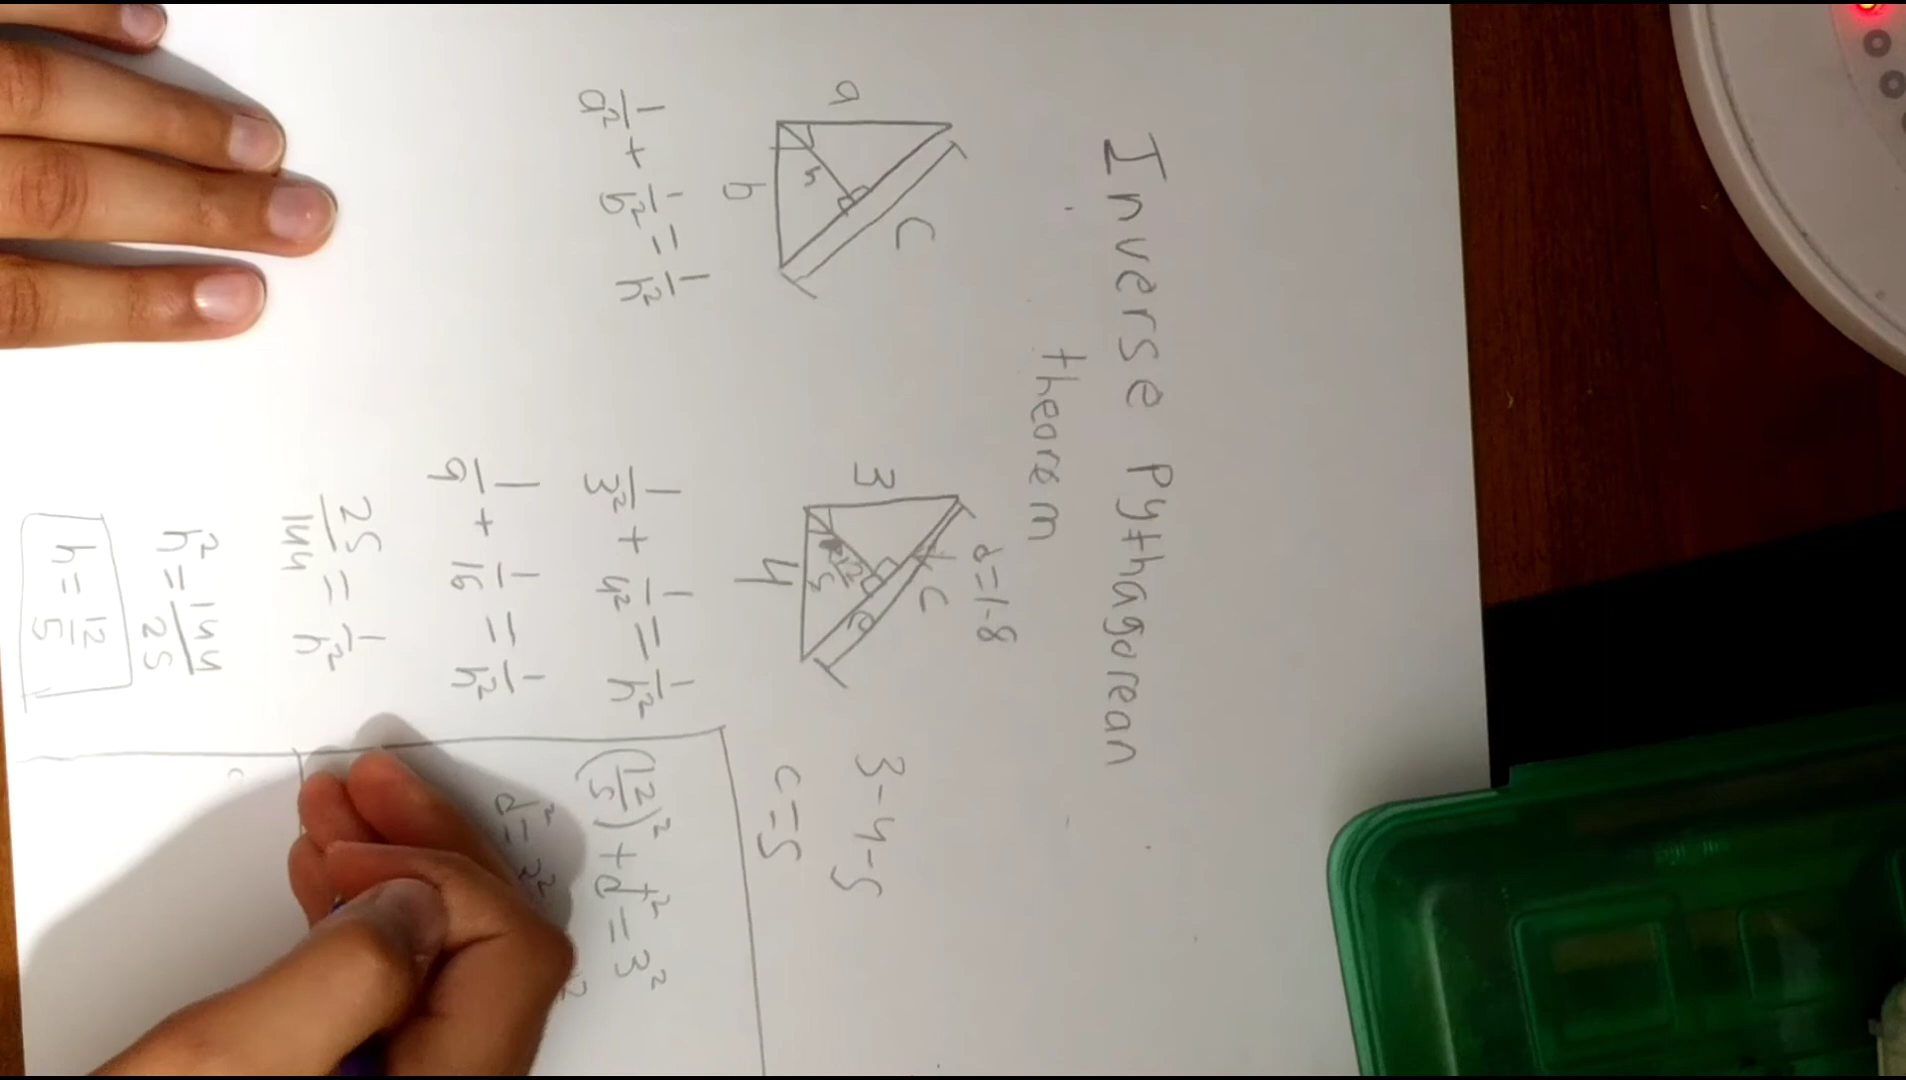 Inverse Pythagorean
theorem
a
h
b
c
1/a² + 1/b² = 1/h²
d=1.8
3
c
12/5
e
4
1/3² + 1/4² = 1/h²
1/9 + 1/16 = 1/h²
25/144 = 1/h²
h² = 144/25
h = 12/5
3-4-5
c=5
(12/5)² + d² = 3²
d² = 3²